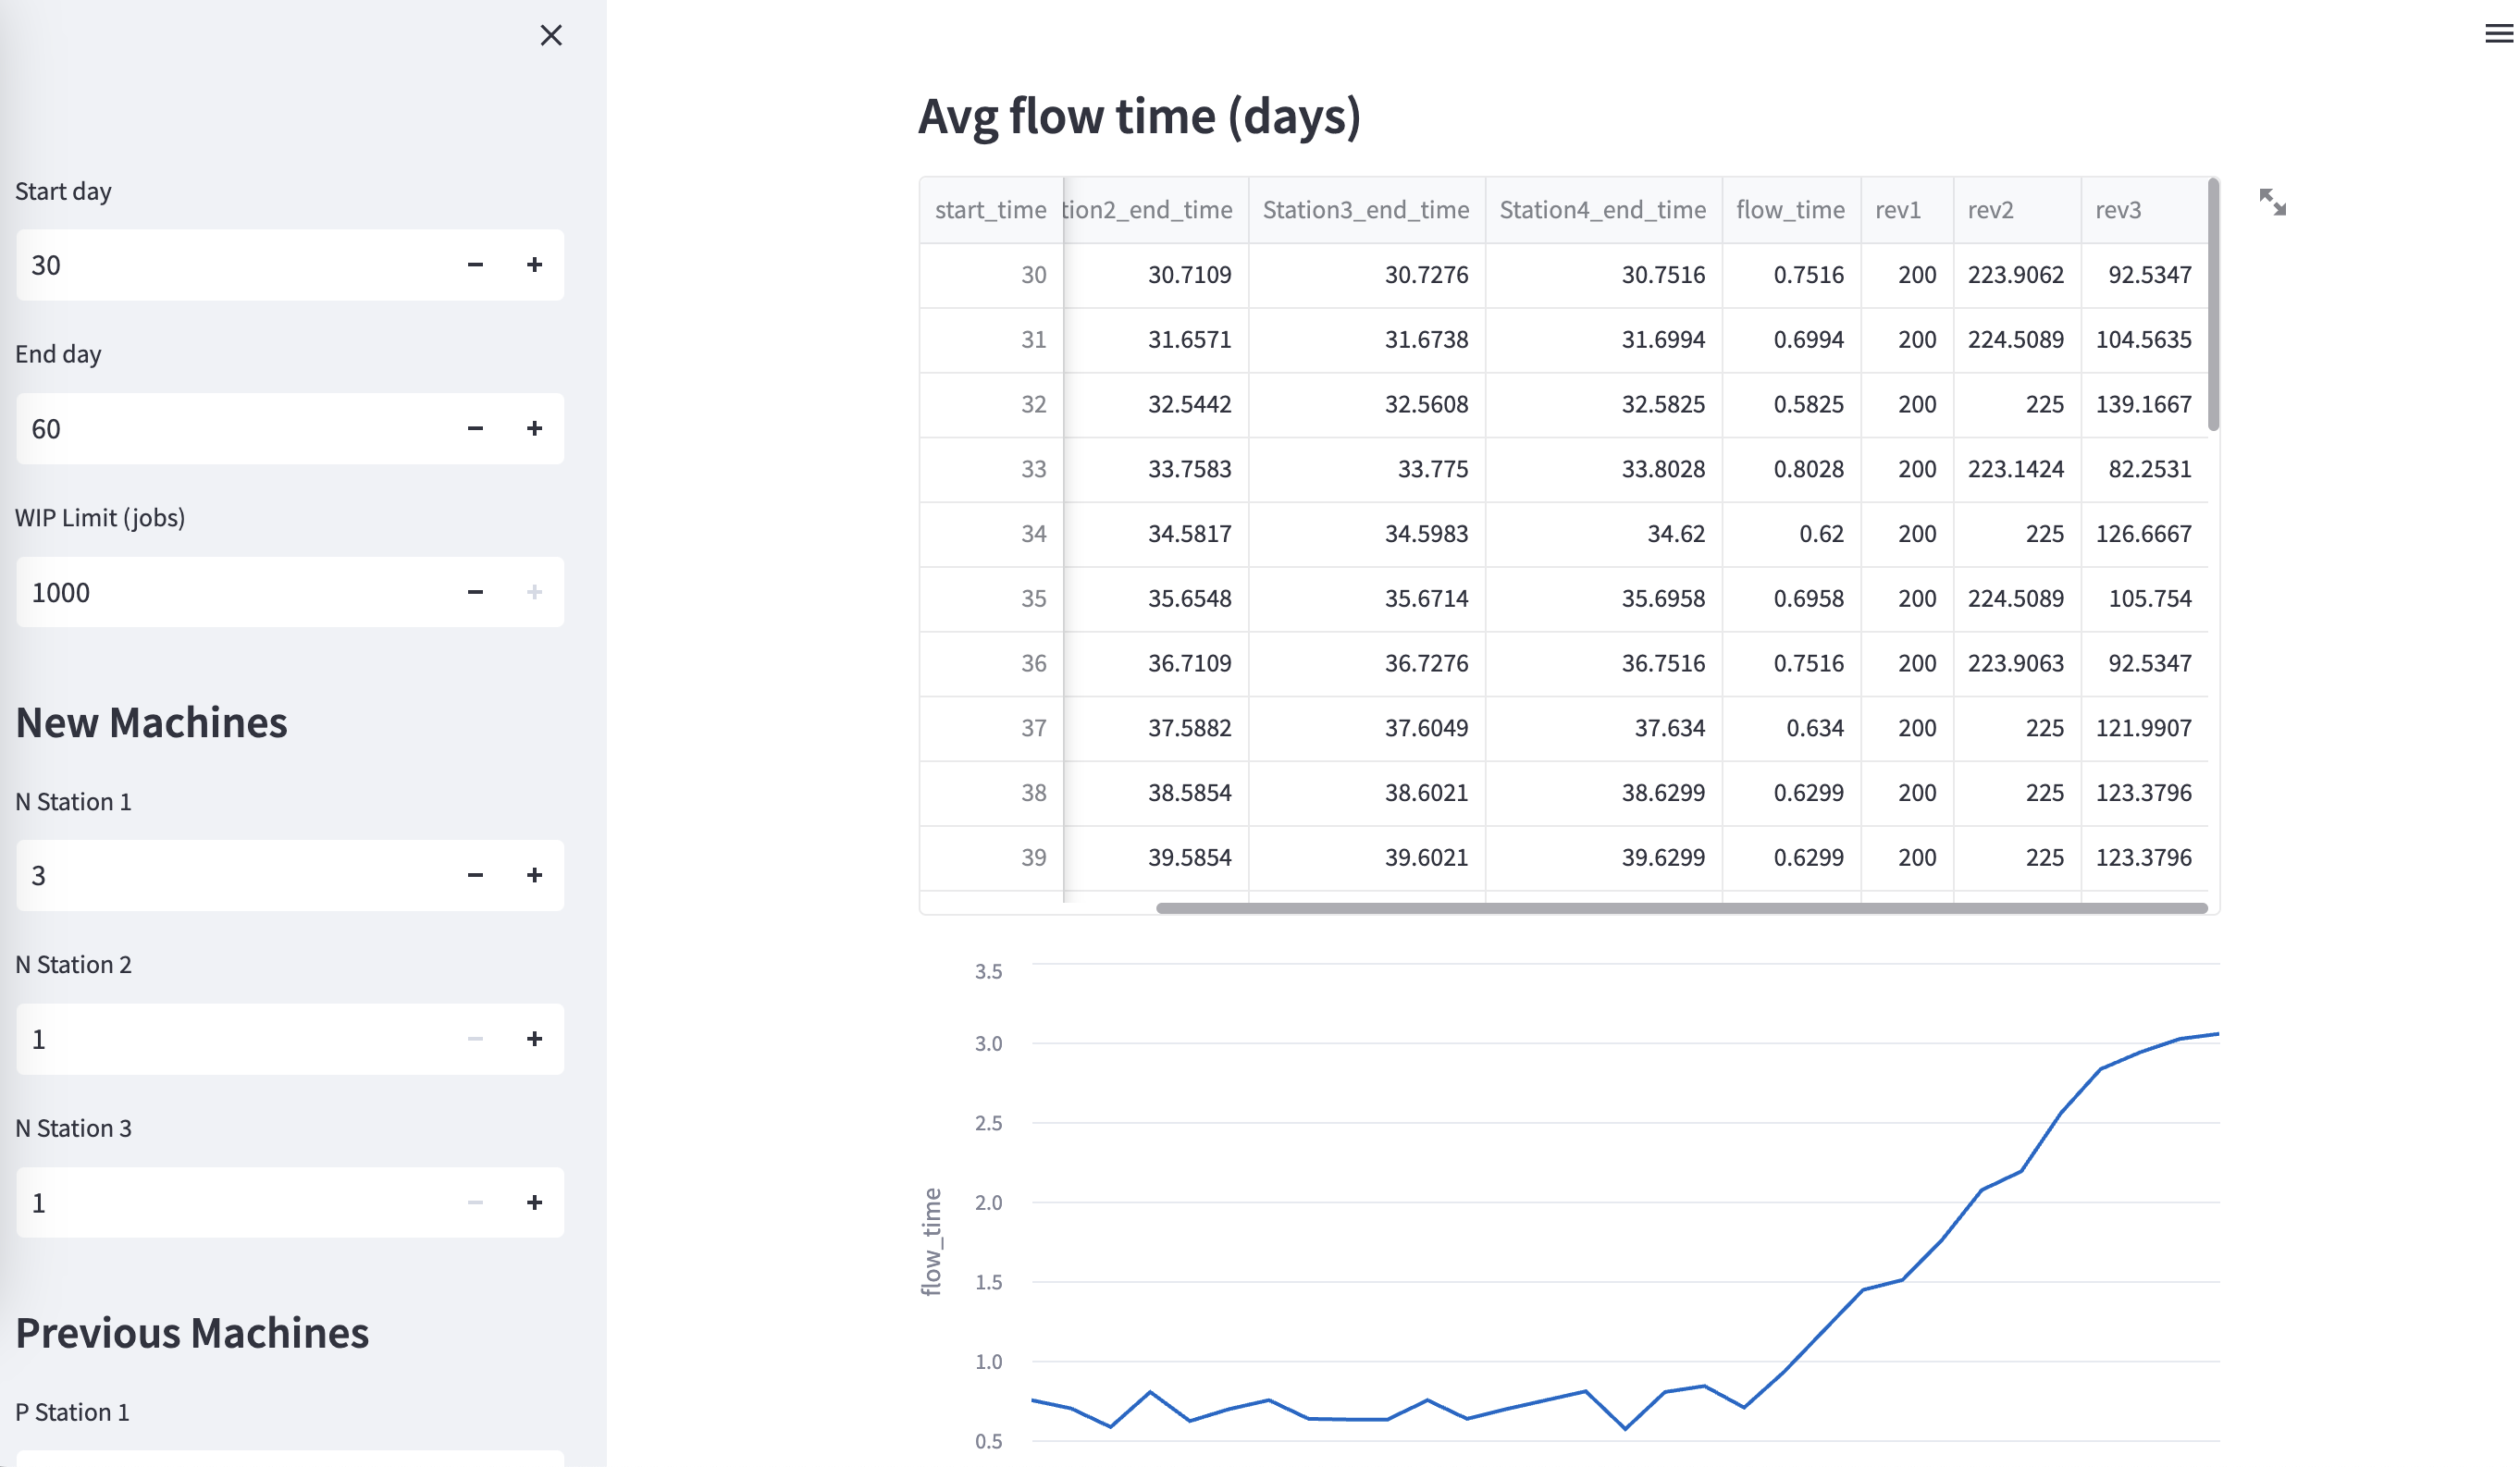 Start day
30
End day
60
WIP Limit (jobs)
1000
New Machines
N Station 1
3
N Station 2
1
N Station 3
1
Previous Machines
P Station 1
Avg flow time (days)
start_time tion2_end_time Station3_end_time Station4_end_time flow_time rev1 rev2 rev3
30 30.7109 30.7276 30.7516 0.7516 200 223.9062 92.5347
31 31.6571 31.6738 31.6994 0.6994 200 224.5089 104.5635
32 32.5442 32.5608 32.5825 0.5825 200 225 139.1667
33 33.7583 33.775 33.8028 0.8028 200 223.1424 82.2531
34 34.5817 34.5983 34.62 0.62 200 225 126.6667
35 35.6548 35.6714 35.6958 0.6958 200 224.5089 105.754
36 36.7109 36.7276 36.7516 0.7516 200 223.9063 92.5347
37 37.5882 37.6049 37.634 0.634 200 225 121.9907
38 38.5854 38.6021 38.6299 0.6299 200 225 123.3796
39 39.5854 39.6021 39.6299 0.6299 200 225 123.3796
3.5
3.0
2.5
2.0
1.5
1.0
0.5
flow_time